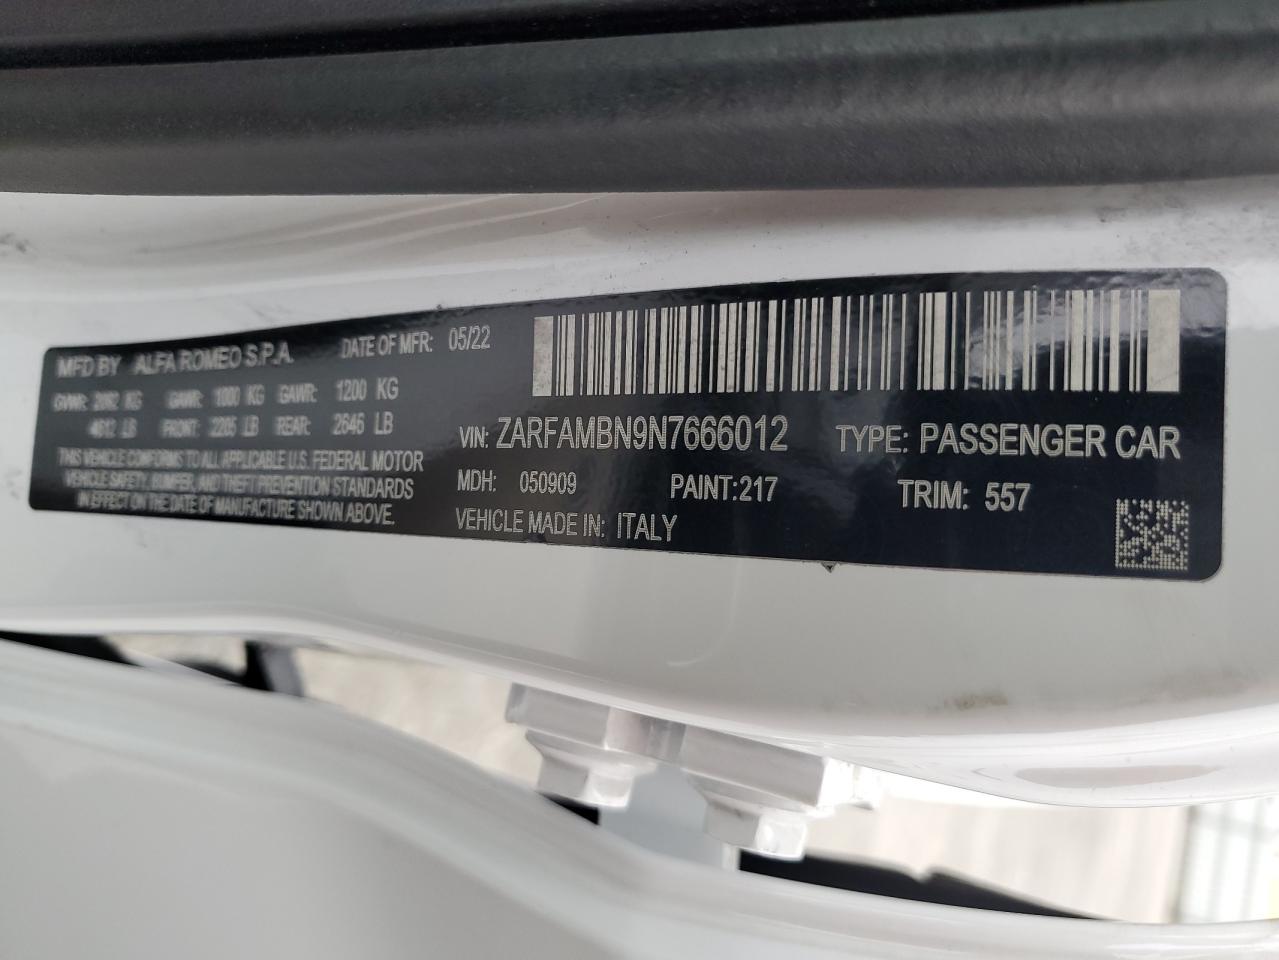 MFD BY ALFA ROMEO S.P.A. DATE OF MFR: 05/22
GVWR: 2092 KG GAWR: 1000 KG GAWR: 1200 KG
4612 LB FRONT: 2205 LB REAR: 2646 LB
THIS VEHICLE CONFORMS TO ALL APPLICABLE U.S. FEDERAL MOTOR
VEHICLE SAFETY, BUMPER, AND THEFT PREVENTION STANDARDS
IN EFFECT ON THE DATE OF MANUFACTURE SHOWN ABOVE.
VIN: ZARFAMBN9N7666012 TYPE: PASSENGER CAR
MDH: 050909 PAINT:217 TRIM: 557
VEHICLE MADE IN: ITALY